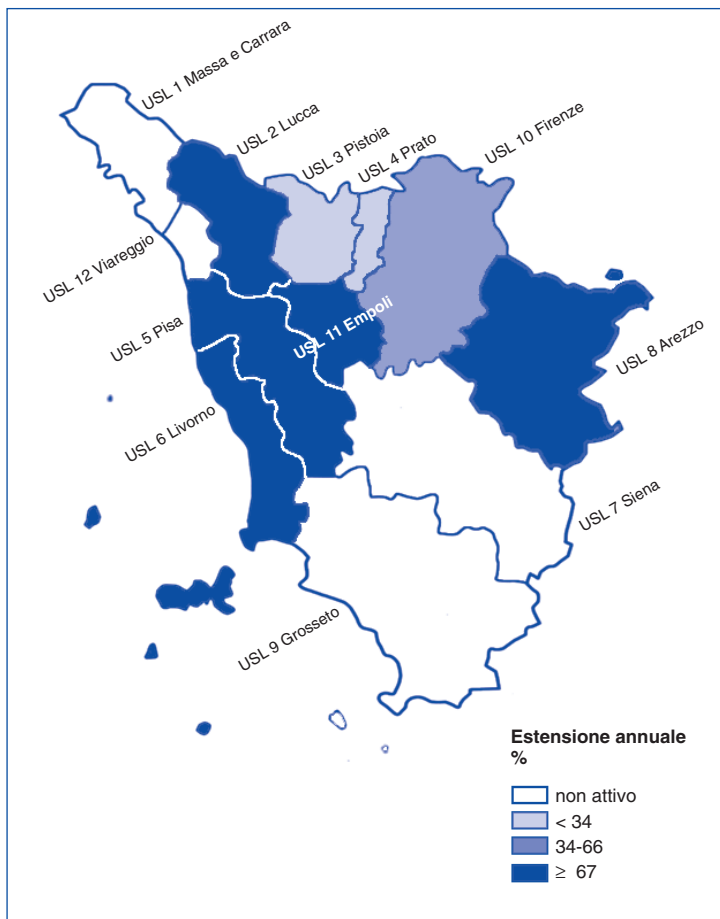 USL 1 Massa e Carrara
USL 2 Lucca
USL 3 Pistoia
USL 4 Prato
USL 10 Firenze
USL 12 Viareggio
USL 5 Pisa
USL 11 Empoli
USL 8 Arezzo
USL 6 Livorno
USL 7 Siena
USL 9 Grosseto
Estensione annuale
%
non attivo
< 34
34-66
≥ 67